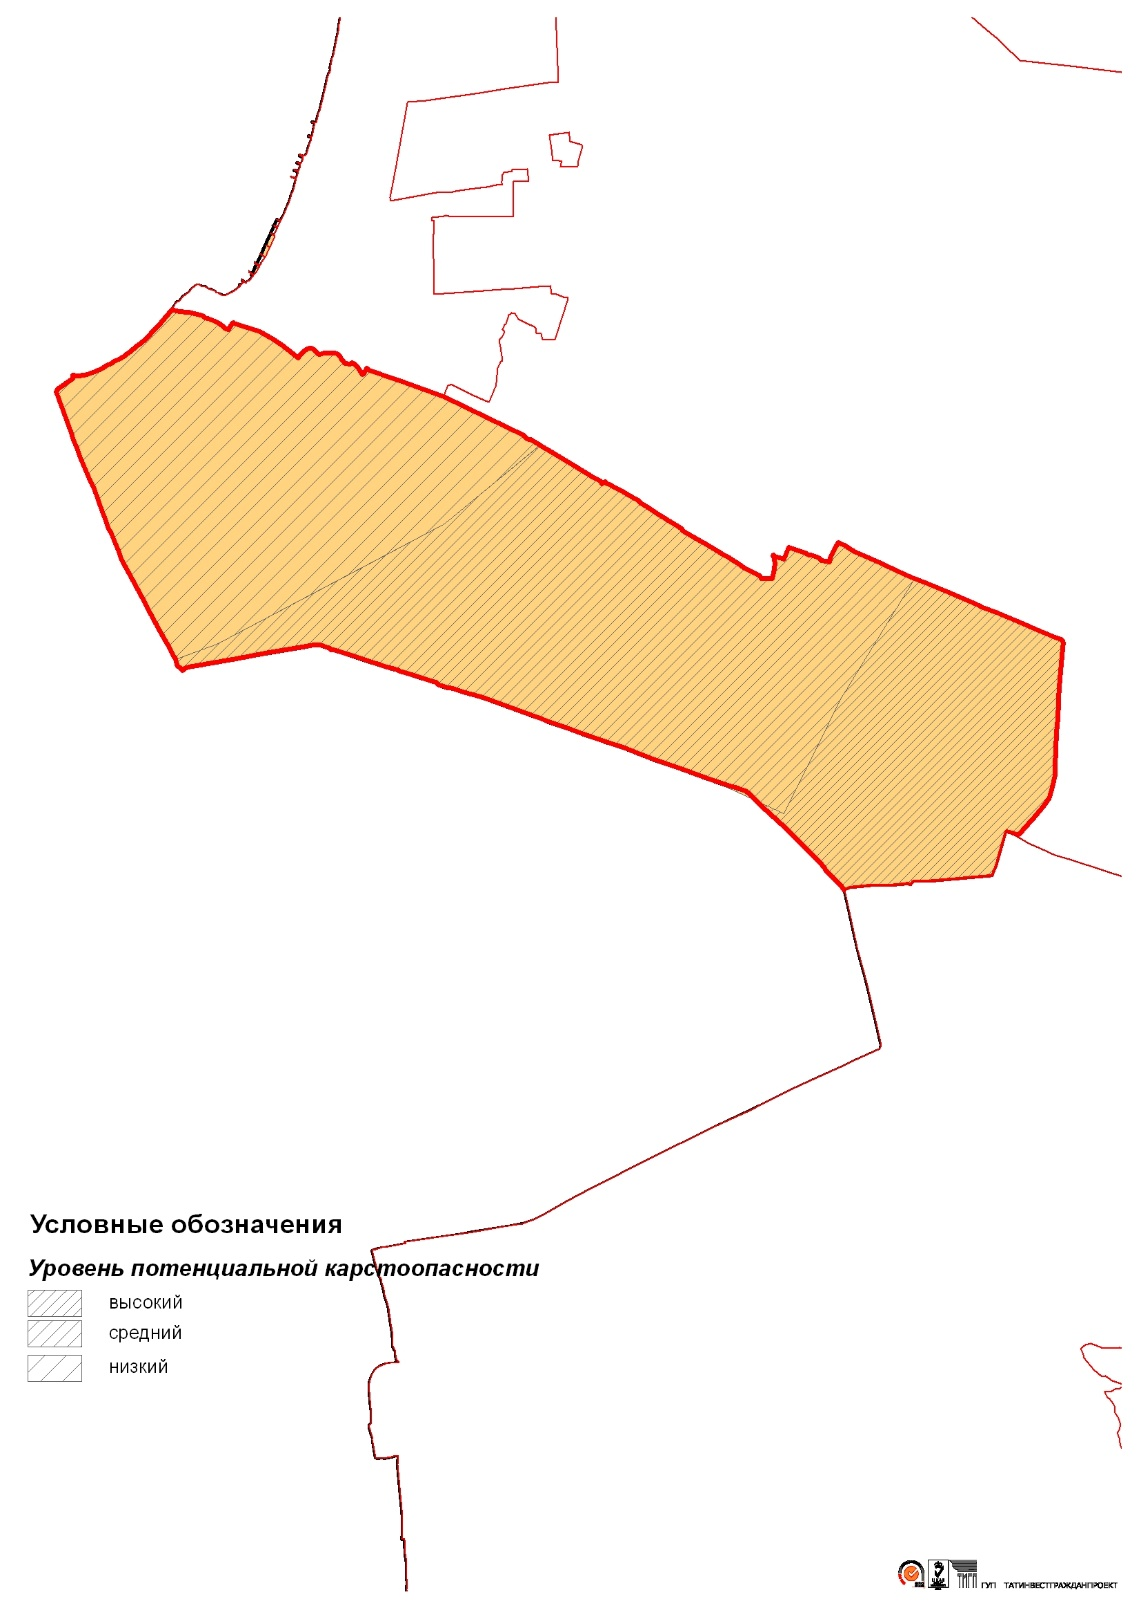 Условные обозначения
Уровень потенциальной карстоопасности
высокий
средний
низкий
ГУП ТАТИНВЕСТГРАЖДАНПРОЕКТ